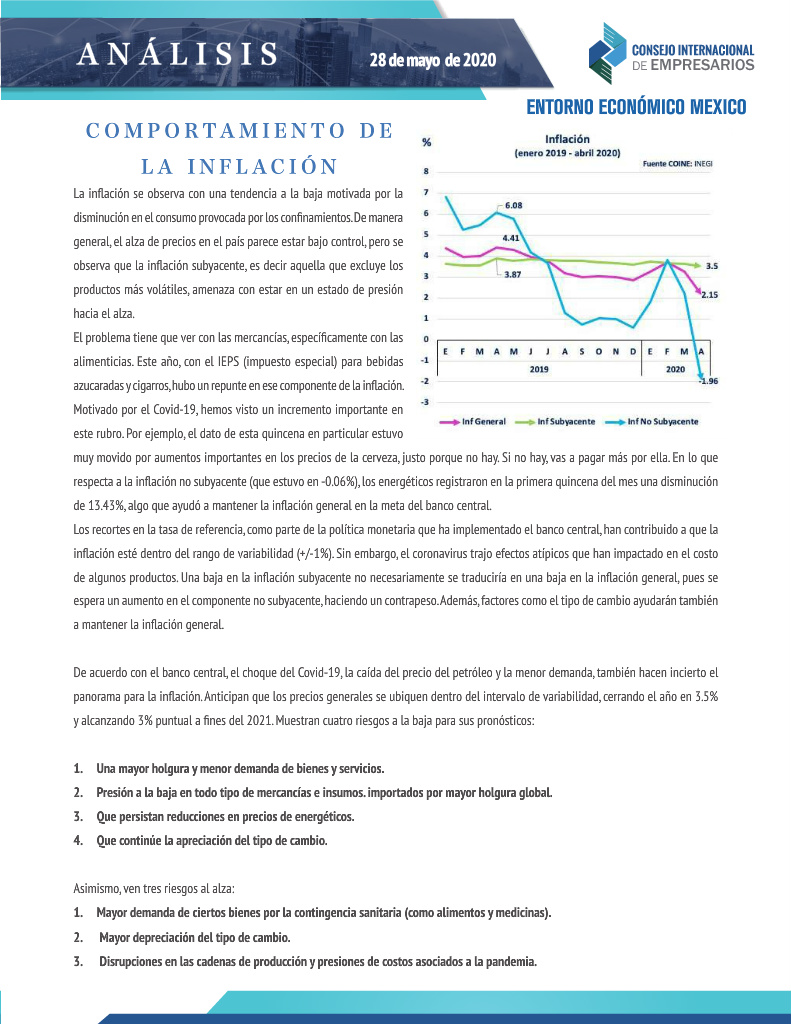 ANÁLISIS
28 de mayo de 2020
CONSEJO INTERNACIONAL
DE EMPRESARIOS
ENTORNO ECONÓMICO MEXICO
COMPORTAMIENTO DE
LA INFLACIÓN
La inflación se observa con una tendencia a la baja motivada por la
disminución en el consumo provocada por los confinamientos. De manera
general, el alza de precios en el país parece estar bajo control, pero se
observa que la inflación subyacente, es decir aquella que excluye los
productos más volátiles, amenaza con estar en un estado de presión
hacia el alza.
El problema tiene que ver con las mercancías, específicamente con las
alimenticias. Este año, con el IEPS (impuesto especial) para bebidas
azucaradas y cigarros, hubo un repunte en ese componente de la inflación.
Motivado por el Covid-19, hemos visto un incremento importante en
este rubro. Por ejemplo, el dato de esta quincena en particular estuvo
%
Inflación
(enero 2019 - abril 2020)
Fuente COINE: INEGI
8
7
6
5
4
3
2
1
0
-1
-2
-3
6.08
4.41
3.87
3.5
2.15
-1.96
E F M A M J J A S O N D E F M A
2019 2020
Inf General Inf Subyacente Inf No Subyacente
muy movido por aumentos importantes en los precios de la cerveza, justo porque no hay. Si no hay, vas a pagar más por ella. En lo que
respecta a la inflación no subyacente (que estuvo en -0.06%), los energéticos registraron en la primera quincena del mes una disminución
de 13.43%, algo que ayudó a mantener la inflación general en la meta del banco central.
Los recortes en la tasa de referencia, como parte de la política monetaria que ha implementado el banco central, han contribuido a que la
inflación esté dentro del rango de variabilidad (+/-1%). Sin embargo, el coronavirus trajo efectos atípicos que han impactado en el costo
de algunos productos. Una baja en la inflación subyacente no necesariamente se traduciría en una baja en la inflación general, pues se
espera un aumento en el componente no subyacente, haciendo un contrapeso. Además, factores como el tipo de cambio ayudarán también
a mantener la inflación general.
De acuerdo con el banco central, el choque del Covid-19, la caída del precio del petróleo y la menor demanda, también hacen incierto el
panorama para la inflación. Anticipan que los precios generales se ubiquen dentro del intervalo de variabilidad, cerrando el año en 3.5%
y alcanzando 3% puntual a fines del 2021. Muestran cuatro riesgos a la baja para sus pronósticos:
1. Una mayor holgura y menor demanda de bienes y servicios.
2. Presión a la baja en todo tipo de mercancías e insumos. importados por mayor holgura global.
3. Que persistan reducciones en precios de energéticos.
4. Que continúe la apreciación del tipo de cambio.
Asimismo, ven tres riesgos al alza:
1. Mayor demanda de ciertos bienes por la contingencia sanitaria (como alimentos y medicinas).
2. Mayor depreciación del tipo de cambio.
3. Disrupciones en las cadenas de producción y presiones de costos asociados a la pandemia.